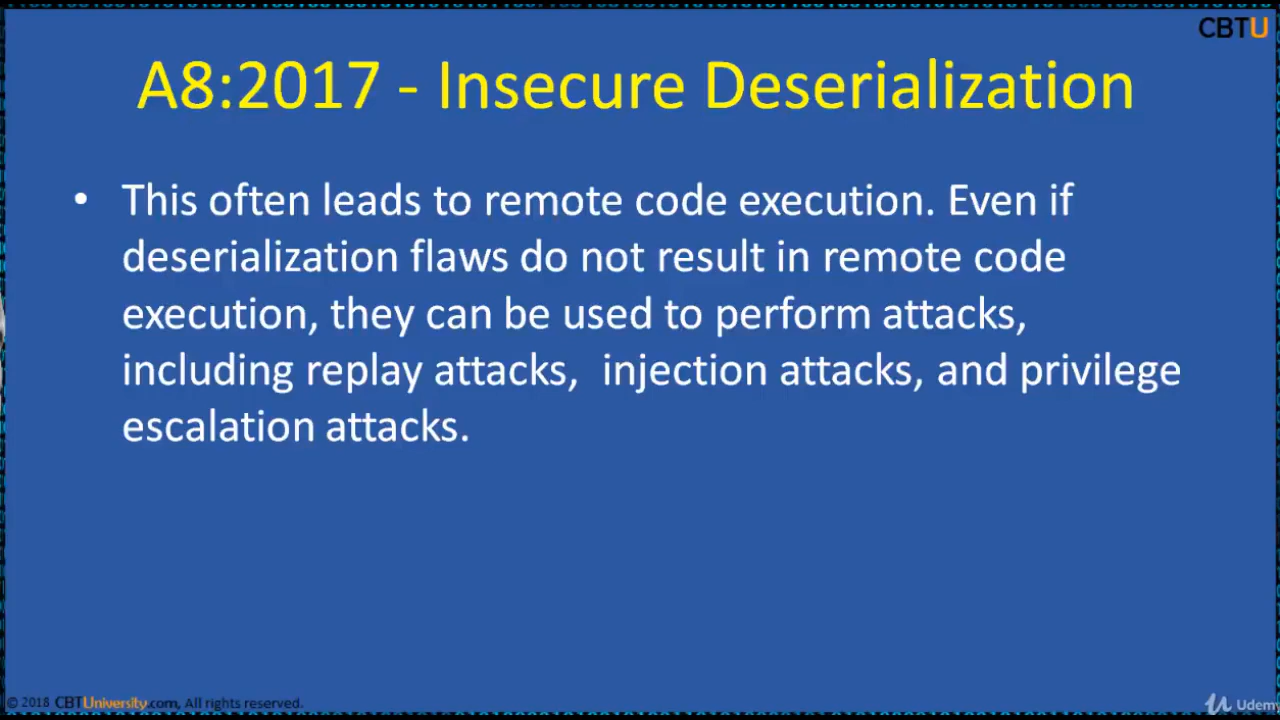 CBTU
A8:2017 - Insecure Deserialization
• This often leads to remote code execution. Even if
deserialization flaws do not result in remote code
execution, they can be used to perform attacks,
including replay attacks,  injection attacks, and privilege
escalation attacks.
© 2018 CBTUniversity.com, All rights reserved.